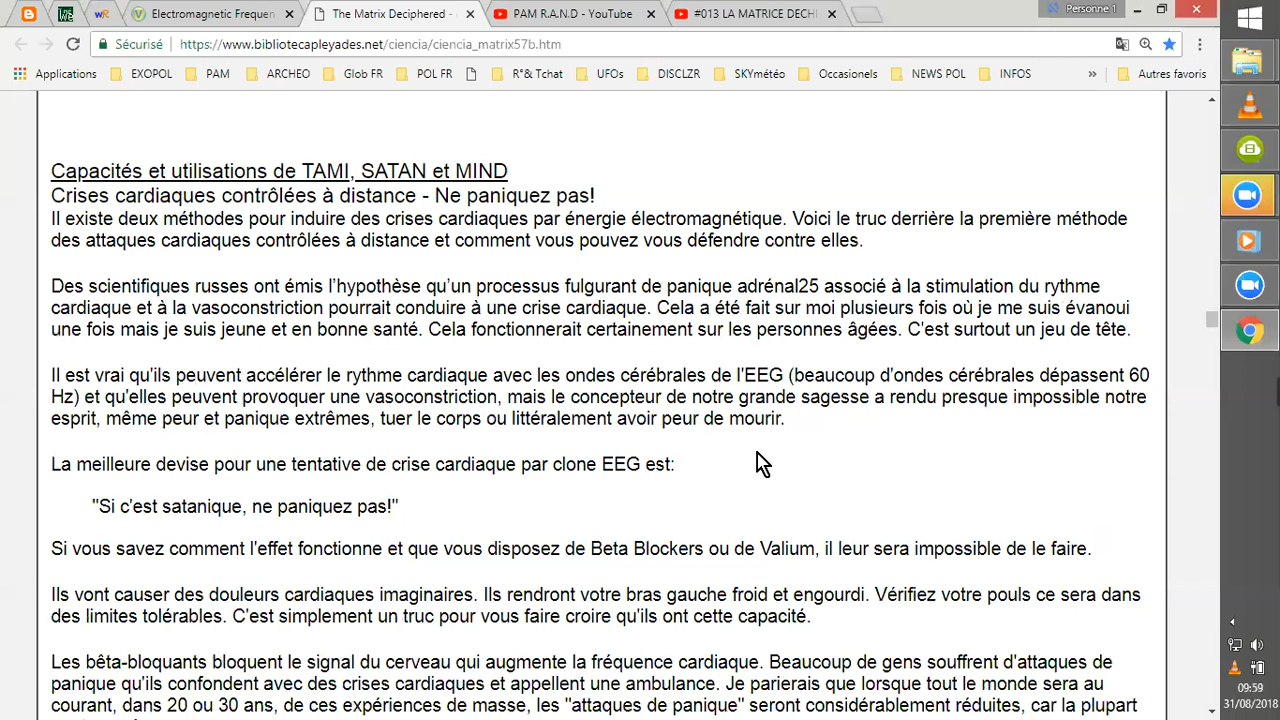 Electromagnetic Frequen
The Matrix Deciphered -
PAM R.A.N.D - YouTube
#013 LA MATRICE DECHI
Personne 1
Sécurisé
https://www.bibliotecapleyades.net/ciencia/ciencia_matrix57b.htm
Applications EXOPOL PAM ARCHEO Glob FR POL FR R°& Tchat UFOs DISCLZR SKYmétéo Occasionels NEWS POL INFOS » Autres favoris
Capacités et utilisations de TAMI, SATAN et MIND
Crises cardiaques contrôlées à distance - Ne paniquez pas!
Il existe deux méthodes pour induire des crises cardiaques par énergie électromagnétique. Voici le truc derrière la première méthode
des attaques cardiaques contrôlées à distance et comment vous pouvez vous défendre contre elles.
Des scientifiques russes ont émis l'hypothèse qu'un processus fulgurant de panique adrénal25 associé à la stimulation du rythme
cardiaque et à la vasoconstriction pourrait conduire à une crise cardiaque. Cela a été fait sur moi plusieurs fois où je me suis évanoui
une fois mais je suis jeune et en bonne santé. Cela fonctionnerait certainement sur les personnes âgées. C'est surtout un jeu de tête.
Il est vrai qu'ils peuvent accélérer le rythme cardiaque avec les ondes cérébrales de l'EEG (beaucoup d'ondes cérébrales dépassent 60
Hz) et qu'elles peuvent provoquer une vasoconstriction, mais le concepteur de notre grande sagesse a rendu presque impossible notre
esprit, même peur et panique extrêmes, tuer le corps ou littéralement avoir peur de mourir.
La meilleure devise pour une tentative de crise cardiaque par clone EEG est:
"Si c'est satanique, ne paniquez pas!"
Si vous savez comment l'effet fonctionne et que vous disposez de Beta Blockers ou de Valium, il leur sera impossible de le faire.
Ils vont causer des douleurs cardiaques imaginaires. Ils rendront votre bras gauche froid et engourdi. Vérifiez votre pouls ce sera dans
des limites tolérables. C'est simplement un truc pour vous faire croire qu'ils ont cette capacité.
Les bêta-bloquants bloquent le signal du cerveau qui augmente la fréquence cardiaque. Beaucoup de gens souffrent d'attaques de
panique qu'ils confondent avec des crises cardiaques et appellent une ambulance. Je parierais que lorsque tout le monde sera au
courant, dans 20 ou 30 ans, de ces expériences de masse, les "attaques de panique" seront considérablement réduites, car la plupart
09:59
31/08/2018